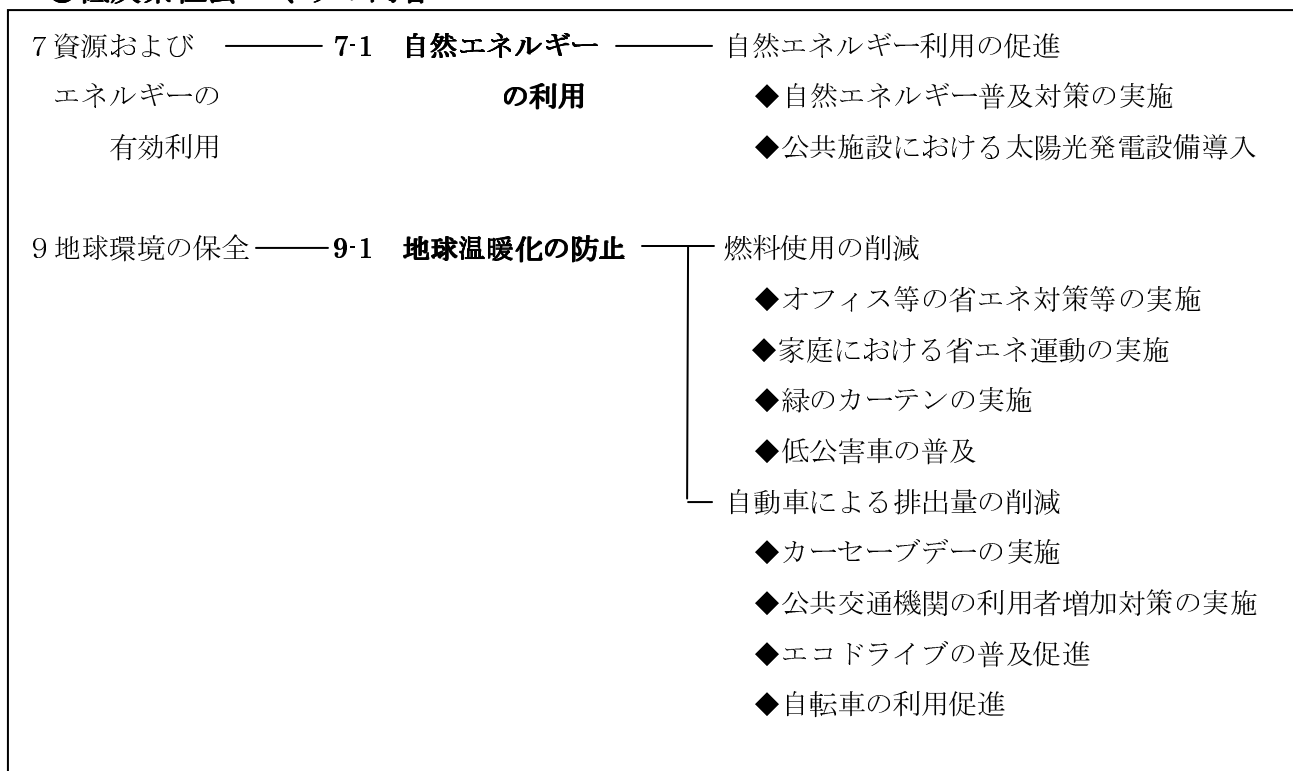 7資源および 7-1 自然エネルギー 自然エネルギー利用の促進
エネルギーの の利用 ◆自然エネルギー普及対策の実施
有効利用 ◆公共施設における太陽光発電設備導入
9地球環境の保全 9-1 地球温暖化の防止 燃料使用の削減
◆オフィス等の省エネ対策等の実施
◆家庭における省エネ運動の実施
◆緑のカーテンの実施
◆低公害車の普及
自動車による排出量の削減
◆カーセーブデーの実施
◆公共交通機関の利用者増加対策の実施
◆エコドライブの普及促進
◆自転車の利用促進